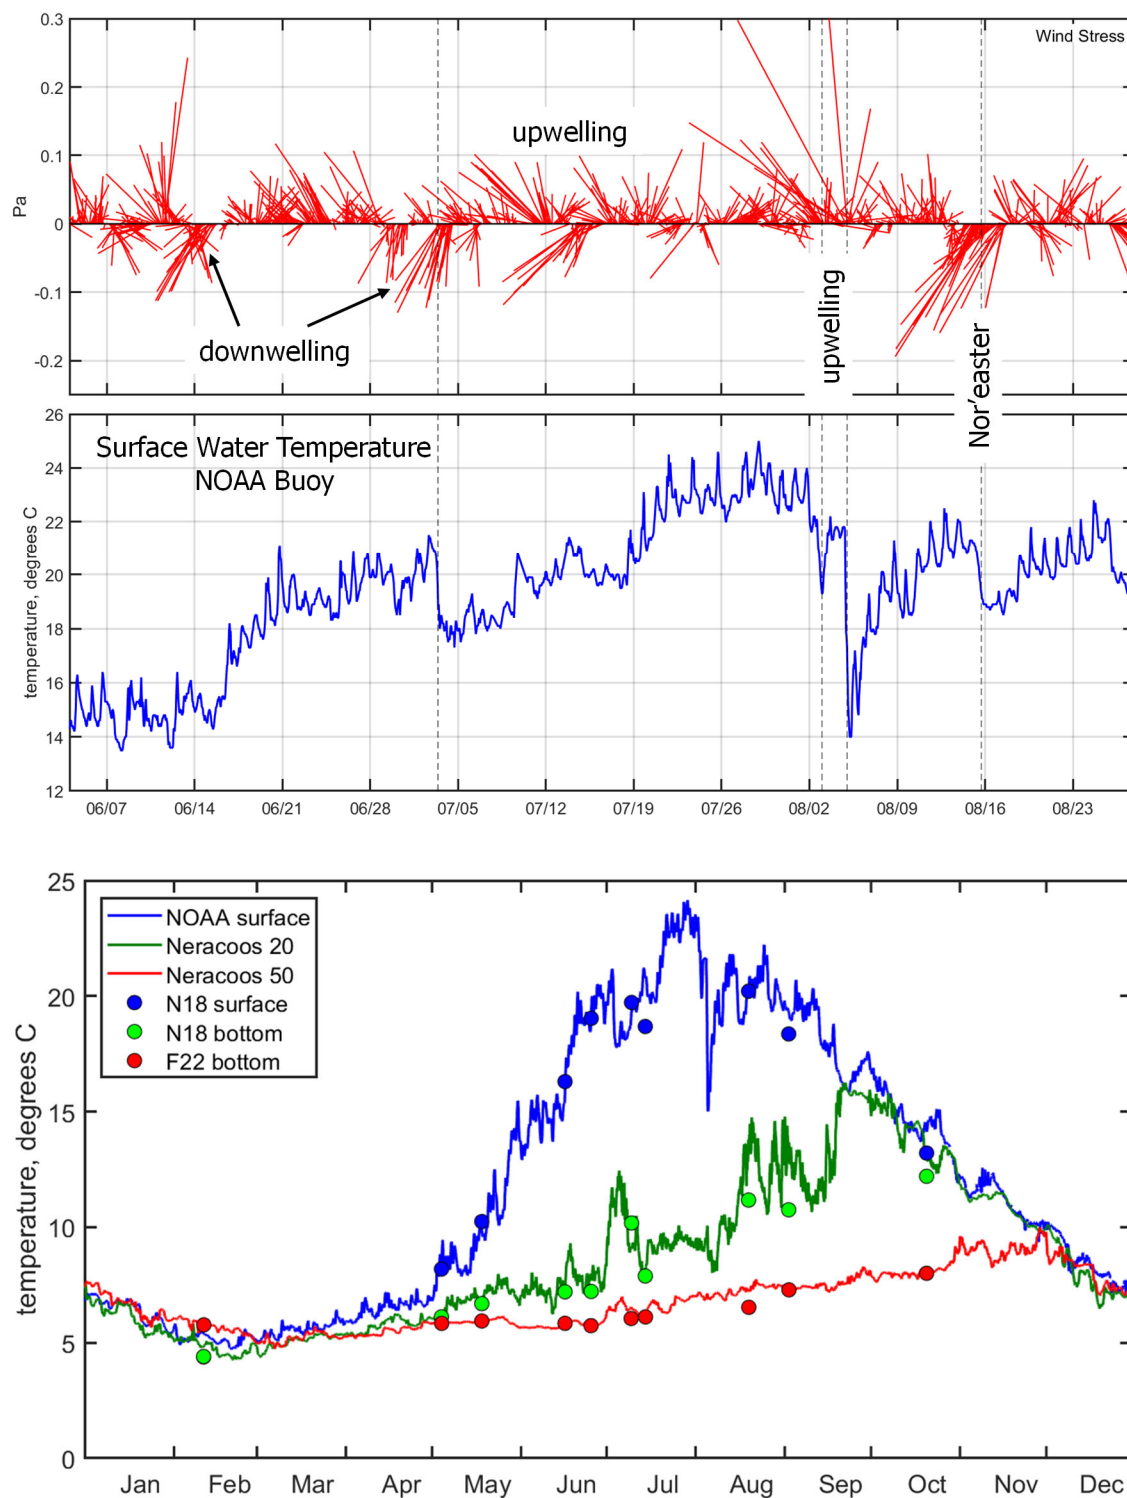 0.3
Wind Stress
0.2
upwelling
0.1
Pa
0
-0.1
downwelling
upwelling
Nor'easter
-0.2
26
Surface Water Temperature
NOAA Buoy
24
22
20
18
16
14
12
temperature, degrees C
06/07 06/14 06/21 06/28 07/05 07/12 07/19 07/26 08/02 08/09 08/16 08/23
25
NOAA surface
Neracoos 20
Neracoos 50
N18 surface
N18 bottom
F22 bottom
20
15
10
5
0
temperature, degrees C
Jan Feb Mar Apr May Jun Jul Aug Sep Oct Nov Dec